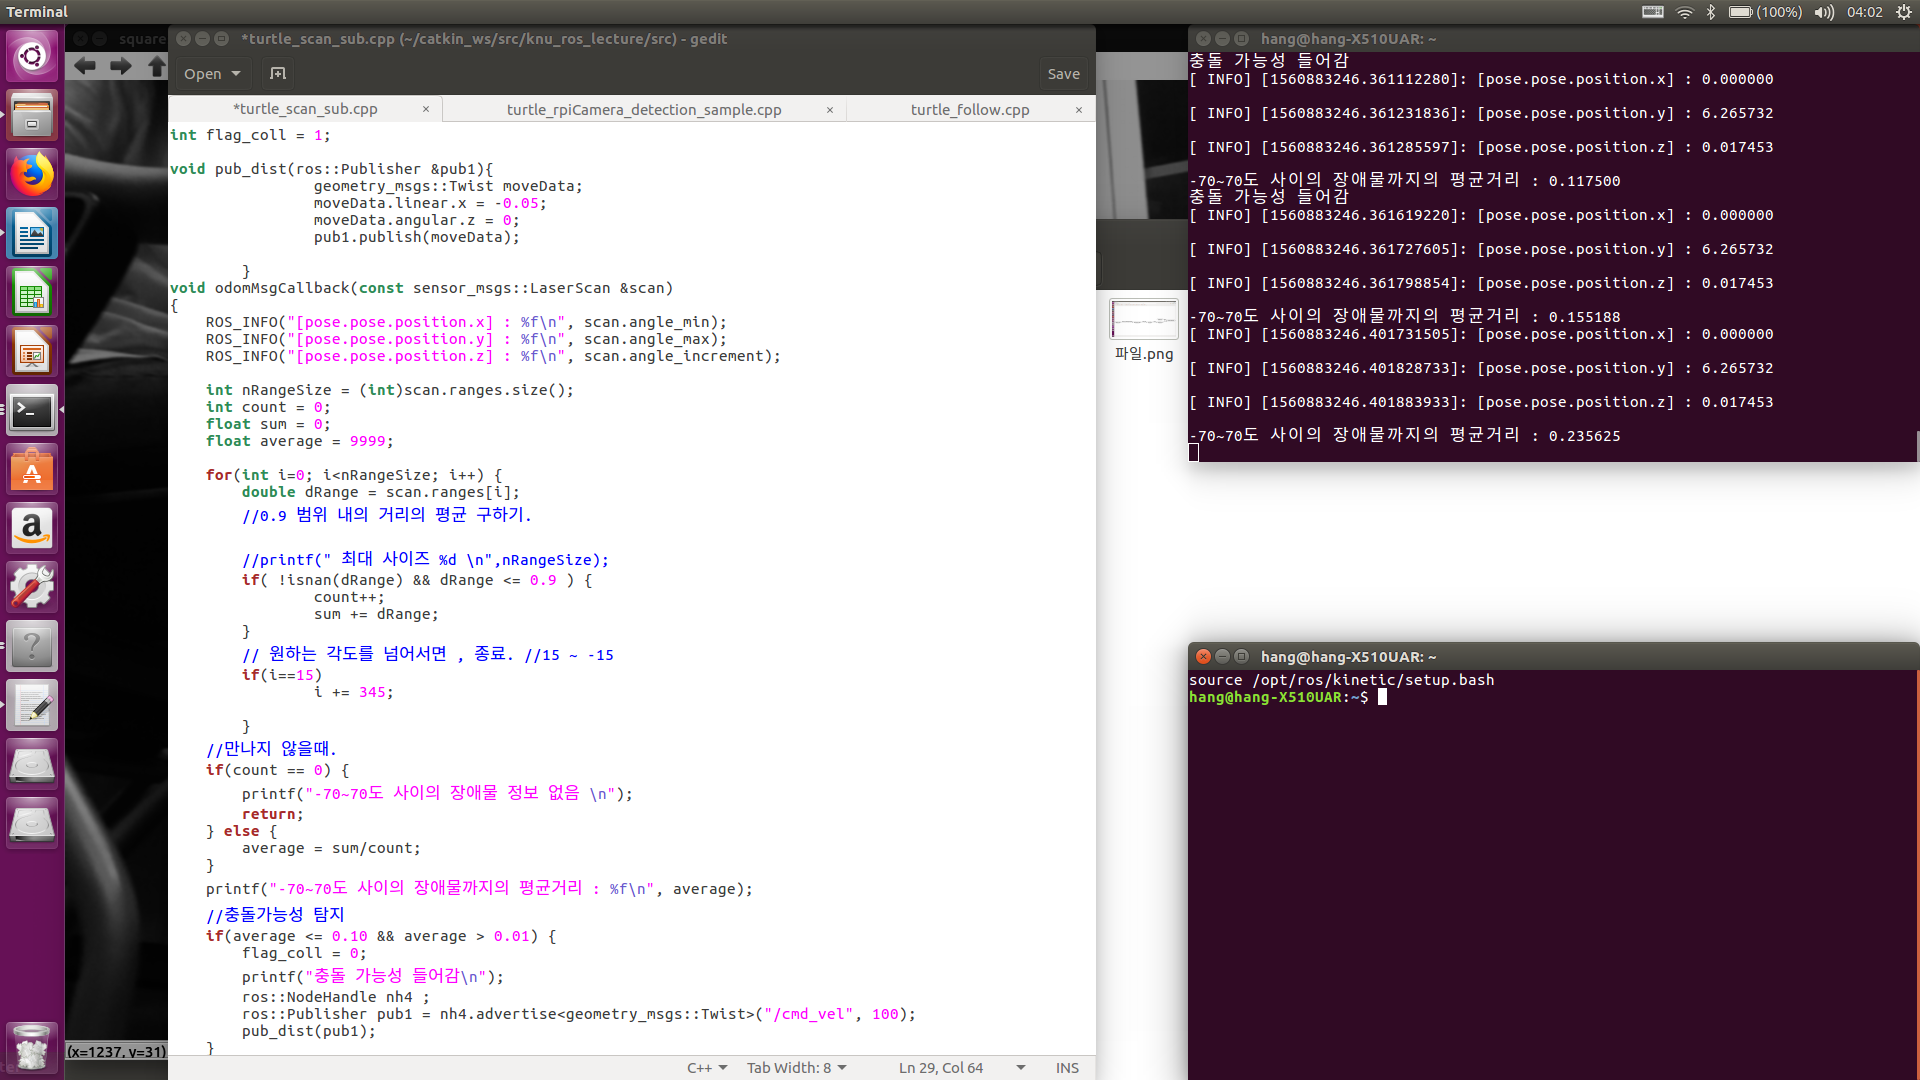 Terminal
(100%)
04:02
square
*turtle_scan_sub.cpp (~/catkin_ws/src/knu_ros_lecture/src) - gedit
Open
Save
*turtle_scan_sub.cpp × turtle_rpiCamera_detection_sample.cpp × turtle_follow.cpp ×
int flag_coll = 1;
void pub_dist(ros::Publisher &pub1){
geometry_msgs::Twist moveData;
moveData.linear.x = -0.05;
moveData.angular.z = 0;
pub1.publish(moveData);
}
void odomMsgCallback(const sensor_msgs::LaserScan &scan)
{
ROS_INFO("[pose.pose.position.x] : %f\n", scan.angle_min);
ROS_INFO("[pose.pose.position.y] : %f\n", scan.angle_max);
ROS_INFO("[pose.pose.position.z] : %f\n", scan.angle_increment);
int nRangeSize = (int)scan.ranges.size();
int count = 0;
float sum = 0;
float average = 9999;
for(int i=0; i<nRangeSize; i++) {
double dRange = scan.ranges[i];
//0.9 범위 내의 거리의 평균 구하기.
//printf(" 최대 사이즈 %d \n",nRangeSize);
if( !isnan(dRange) && dRange <= 0.9 ) {
count++;
sum += dRange;
}
// 원하는 각도를 넘어서면 , 종료. //15 ~ -15
if(i==15)
i += 345;
}
//만나지 않을때.
if(count == 0) {
printf("-70~70도 사이의 장애물 정보 없음 \n");
return;
} else {
average = sum/count;
}
printf("-70~70도 사이의 장애물까지의 평균거리 : %f\n", average);
//충돌가능성 탐지
if(average <= 0.10 && average > 0.01) {
flag_coll = 0;
printf("충돌 가능성 들어감\n");
ros::NodeHandle nh4 ;
ros::Publisher pub1 = nh4.advertise<geometry_msgs::Twist>("/cmd_vel", 100);
pub_dist(pub1);
}
C++ Tab Width: 8 Ln 29, Col 64 INS
(x=1237, y=31)
파일.png
hang@hang-X510UAR: ~
충돌 가능성 들어감
[ INFO] [1560883246.361112280]: [pose.pose.position.x] : 0.000000
[ INFO] [1560883246.361231836]: [pose.pose.position.y] : 6.265732
[ INFO] [1560883246.361285597]: [pose.pose.position.z] : 0.017453
-70~70도 사이의 장애물까지의 평균거리 : 0.117500
충돌 가능성 들어감
[ INFO] [1560883246.361619220]: [pose.pose.position.x] : 0.000000
[ INFO] [1560883246.361727605]: [pose.pose.position.y] : 6.265732
[ INFO] [1560883246.361798854]: [pose.pose.position.z] : 0.017453
-70~70도 사이의 장애물까지의 평균거리 : 0.155188
[ INFO] [1560883246.401731505]: [pose.pose.position.x] : 0.000000
[ INFO] [1560883246.401828733]: [pose.pose.position.y] : 6.265732
[ INFO] [1560883246.401883933]: [pose.pose.position.z] : 0.017453
-70~70도 사이의 장애물까지의 평균거리 : 0.235625
hang@hang-X510UAR: ~
source /opt/ros/kinetic/setup.bash
hang@hang-X510UAR:~$